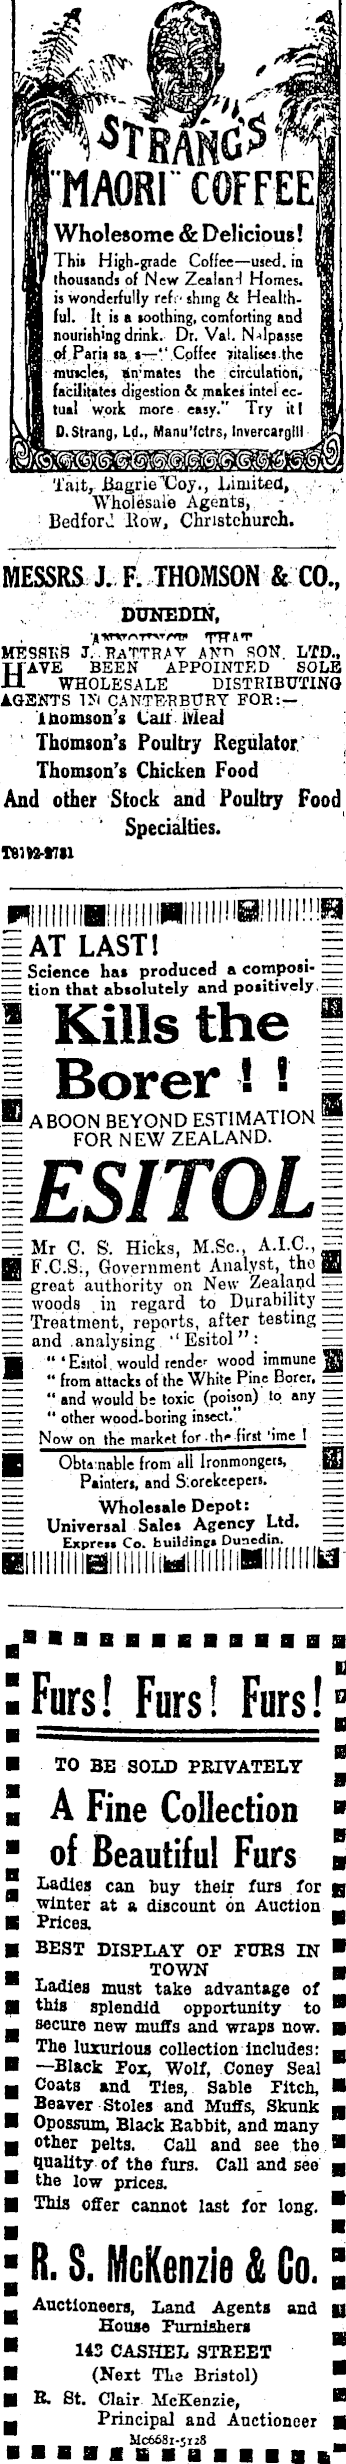 STRANG'S
"MAORI" COFFEE
Wholesome & Delicious!
This High-grade Coffee—used in
thousands of New Zealand Homes,
is wonderfully refreshing & Health-
ful. It is a soothing, comforting and
nourishing drink. Dr. Val. Nalpasse
of Paris says—"Coffee vitalises the
muscles, animates the circulation,
facilitates digestion & makes intellec-
tual work more easy." Try it!
D. Strang, Ld., Manu'fctrs, Invercargill
Tait, Bagrie Coy., Limited,
Wholesale Agents,
Bedford Row, Christchurch.
MESSRS J. F. THOMSON & CO.,
DUNEDIN,
ANNOUNCE THAT
MESSRS J. RATTRAY AND SON. LTD.,
HAVE BEEN APPOINTED SOLE
WHOLESALE DISTRIBUTING
AGENTS IN CANTERBURY FOR:—
Thomson's Calf Meal
Thomson's Poultry Regulator
Thomson's Chicken Food
And other Stock and Poultry Food
Specialties.
AT LAST!
Science has produced a composi-
tion that absolutely and positively
Kills the
Borer!!
A BOON BEYOND ESTIMATION
FOR NEW ZEALAND.
ESITOL
Mr C. S. Hicks, M.Sc., A.I.C.,
F.C.S., Government Analyst, the
great authority on New Zealand
woods in regard to Durability
Treatment, reports, after testing
and analysing "Esitol":
" 'Esitol would render wood immune
" from attacks of the White Pine Borer,
" and would be toxic (poison) to any
" other wood-boring insect."
Now on the market for the first time!
Obtainable from all Ironmongers,
Painters, and Storekeepers.
Wholesale Depot:
Universal Sales Agency Ltd.
Express Co. Buildings Dunedin.
Furs! Furs! Furs!
TO BE SOLD PRIVATELY
A Fine Collection
of Beautiful Furs
Ladies can buy their furs for
winter at a discount on Auction
Prices.
BEST DISPLAY OF FURS IN
TOWN
Ladies must take advantage of
this splendid opportunity to
secure new muffs and wraps now.
The luxurious collection includes:
—Black Fox, Wolf, Coney Seal
Coats and Ties, Sable Fitch,
Beaver Stoles and Muffs, Skunk
Opossum, Black Rabbit, and many
other pelts. Call and see the
quality of the furs. Call and see
the low prices.
This offer cannot last for long.
R. S. McKenzie & Co.
Auctioneers, Land Agents and
House Furnishers
143 CASHEL STREET
(Next The Bristol)
R. St. Clair McKenzie,
Principal and Auctioneer
Mc6681-5128